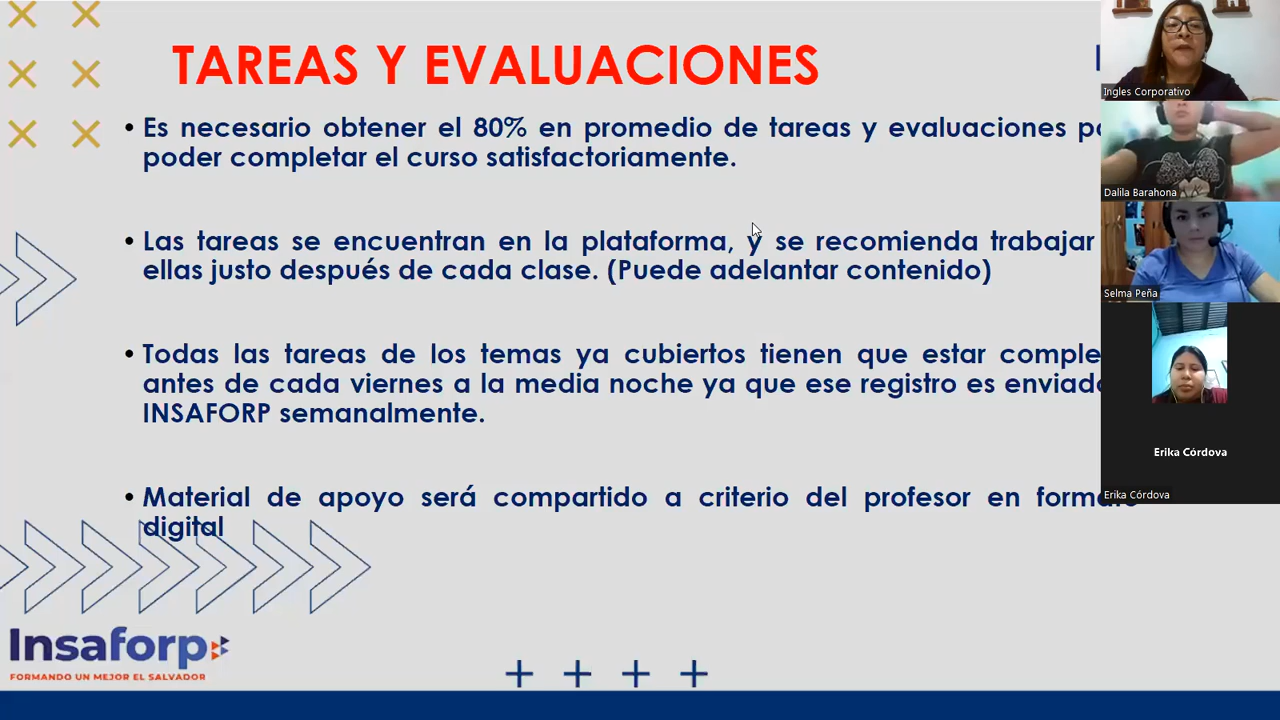 TAREAS Y EVALUACIONES
• Es necesario obtener el 80% en promedio de tareas y evaluaciones
poder completar el curso satisfactoriamente.
• Las tareas se encuentran en la plataforma, y se recomienda trabajar
ellas justo después de cada clase. (Puede adelantar contenido)
• Todas las tareas de los temas ya cubiertos tienen que estar
antes de cada viernes a la media noche ya que ese registro es
INSAFORP semanalmente.
• Material de apoyo será compartido a criterio del profesor en formato
digital
Insaforp
FORMANDO UN MEJOR EL SALVADOR
Ingles Corporativo
Dalila Barahona
Selma Peña
Erika Córdova
Erika Córdova